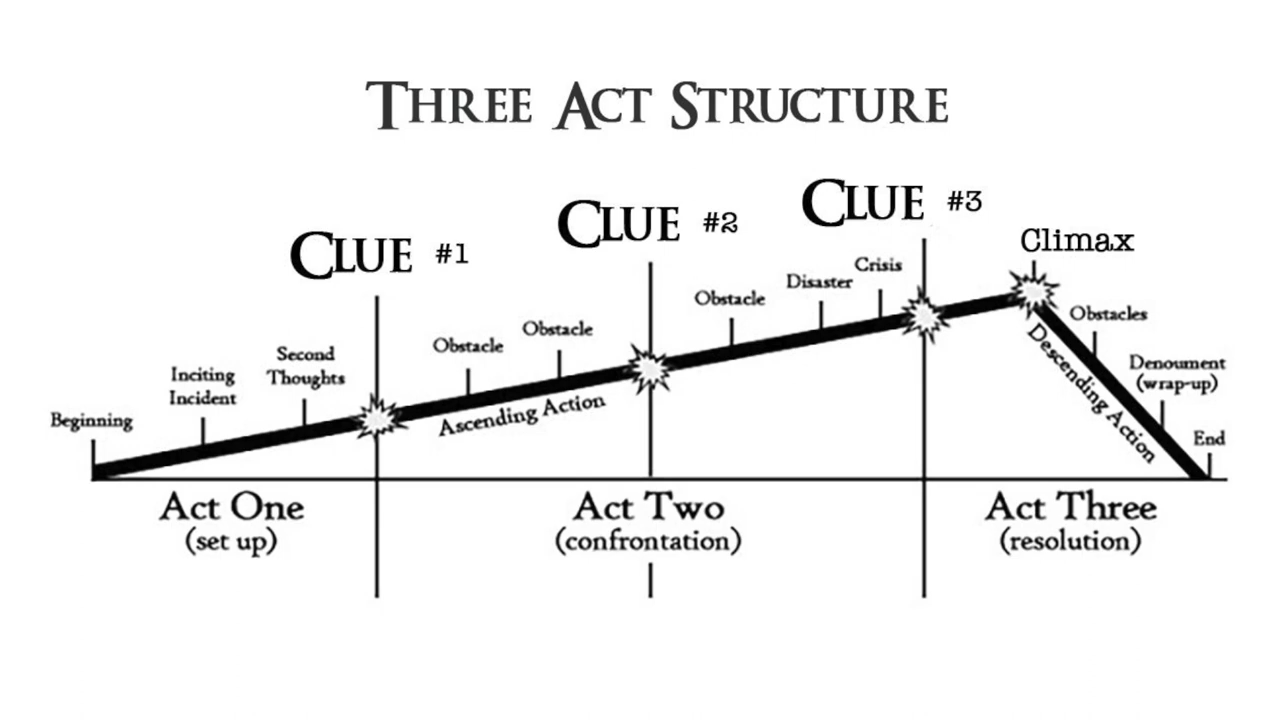 THREE ACT STRUCTURE
CLUE #1
CLUE #2
CLUE #3
Climax
Beginning
Inciting
Incident
Second
Thoughts
Obstacle
Obstacle
Obstacle
Disaster
Crisis
Obstacles
Denoument
(wrap-up)
End
Ascending Action
Descending Action
Act One
(set up)
Act Two
(confrontation)
Act Three
(resolution)